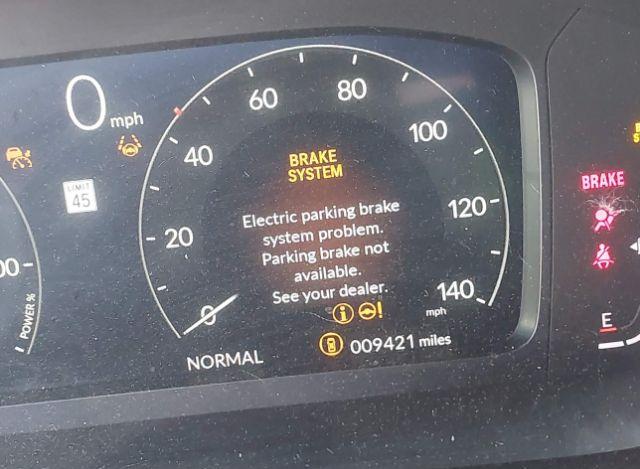 0 mph
LIMIT
45
00
POWER %
0
20
40
60
80
100
120
140
mph
BRAKE
SYSTEM
Electric parking brake
system problem.
Parking brake not
available.
See your dealer.
NORMAL
009421 miles
BRAKE
E